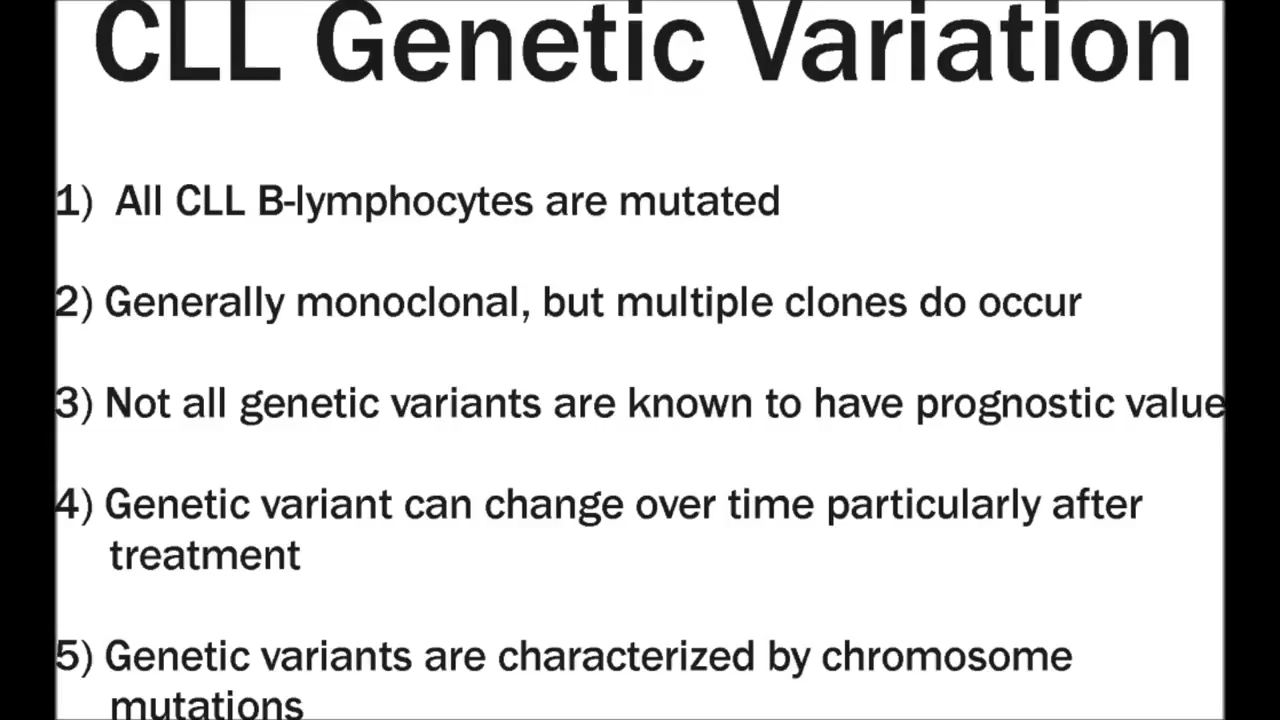 CLL Genetic Variation
1) All CLL B-lymphocytes are mutated
2) Generally monoclonal, but multiple clones do occur
3) Not all genetic variants are known to have prognostic value
4) Genetic variant can change over time particularly after
treatment
5) Genetic variants are characterized by chromosome
mutations